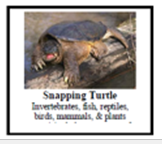 Snapping Turtle
Invertebrates, fish, reptiles,
birds, mammals, & plants